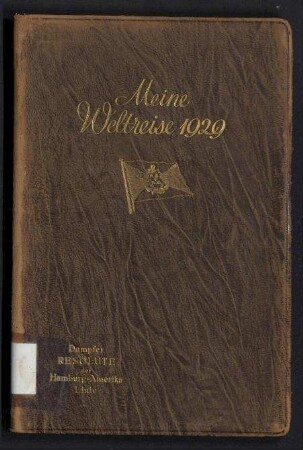 Meine
Weltreise 1929
Dampfer
RESOLUTE
der
Hamburg-Amerika
Linie